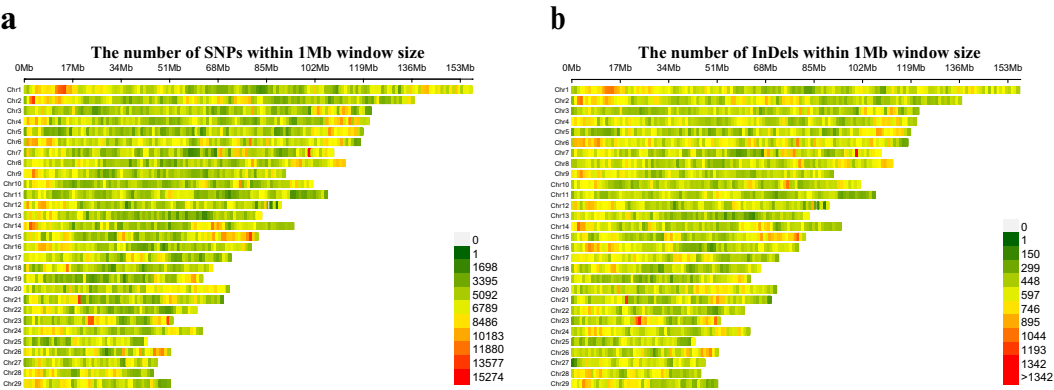 a
The number of SNPs within 1Mb window size
0Mb 17Mb 34Mb 51Mb 68Mb 85Mb 102Mb 119Mb 136Mb 153Mb
Chr1
Chr2
Chr3
Chr4
Chr5
Chr6
Chr7
Chr8
Chr9
Chr10
Chr11
Chr12
Chr13
Chr14
Chr15
Chr16
Chr17
Chr18
Chr19
Chr20
Chr21
Chr22
Chr23
Chr24
Chr25
Chr26
Chr27
Chr28
Chr29
0
1
1698
3395
5092
6789
8486
10183
11880
13577
15274
b
The number of InDels within 1Mb window size
0Mb 17Mb 34Mb 51Mb 68Mb 85Mb 102Mb 119Mb 136Mb 153Mb
Chr1
Chr2
Chr3
Chr4
Chr5
Chr6
Chr7
Chr8
Chr9
Chr10
Chr11
Chr12
Chr13
Chr14
Chr15
Chr16
Chr17
Chr18
Chr19
Chr20
Chr21
Chr22
Chr23
Chr24
Chr25
Chr26
Chr27
Chr28
Chr29
0
1
150
299
448
597
746
895
1044
1193
1342
>1342